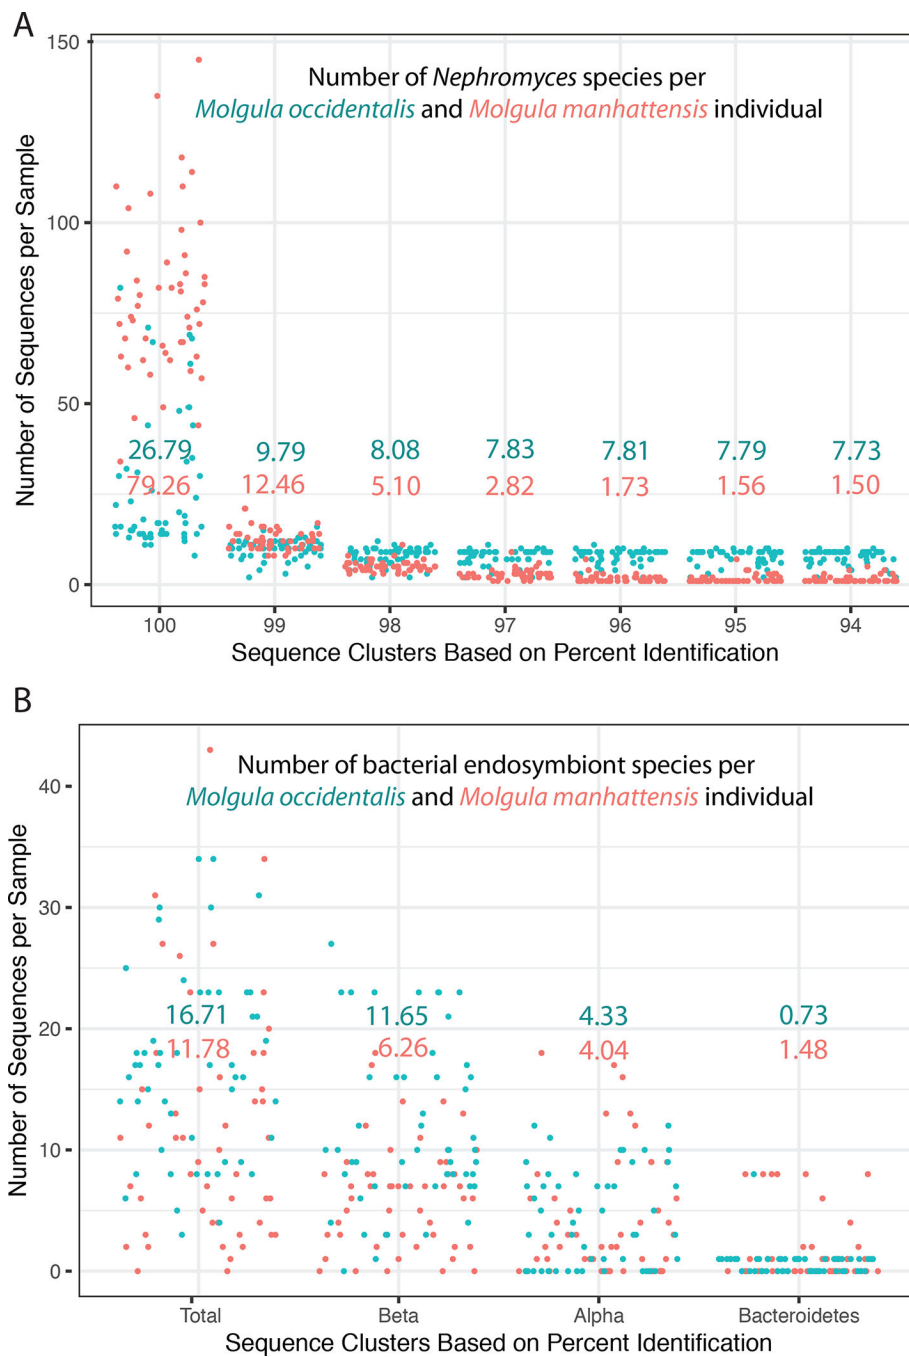 A
150
Number of Nephromyces species per
Molgula occidentalis and Molgula manhattensis individual
100
50
0
Number of Sequences per Sample
26.79 9.79 8.08 7.83 7.81 7.79 7.73
79.26 12.46 5.10 2.82 1.73 1.56 1.50
100 99 98 97 96 95 94
Sequence Clusters Based on Percent Identification
B
Number of bacterial endosymbiont species per
Molgula occidentalis and Molgula manhattensis individual
40
30
20
10
0
Number of Sequences per Sample
16.71 11.65 4.33 0.73
11.78 6.26 4.04 1.48
Total Beta Alpha Bacteroidetes
Sequence Clusters Based on Percent Identification